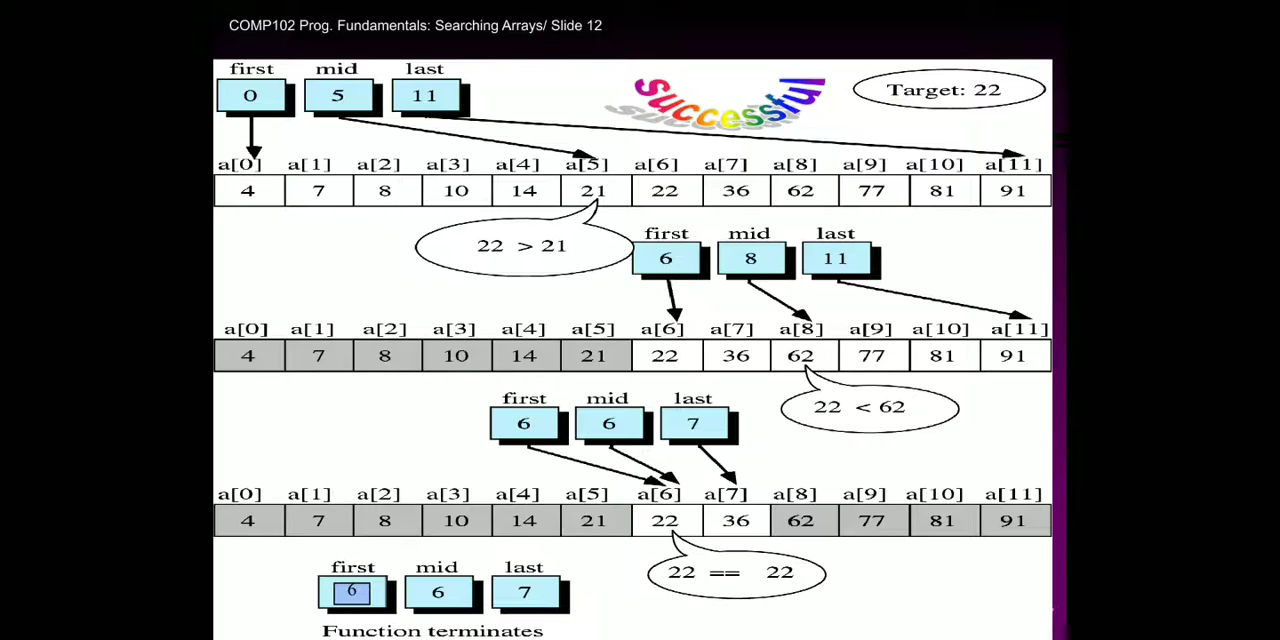 COMP102 Prog. Fundamentals: Searching Arrays/ Slide 12
first mid last
0 5 11
Successful
Target: 22
a[0] a[1] a[2] a[3] a[4] a[5] a[6] a[7] a[8] a[9] a[10] a[11]
4 7 8 10 14 21 22 36 62 77 81 91
22 > 21
first mid last
6 8 11
a[0] a[1] a[2] a[3] a[4] a[5] a[6] a[7] a[8] a[9] a[10] a[11]
4 7 8 10 14 21 22 36 62 77 81 91
22 < 62
first mid last
6 6 7
a[0] a[1] a[2] a[3] a[4] a[5] a[6] a[7] a[8] a[9] a[10] a[11]
4 7 8 10 14 21 22 36 62 77 81 91
22 == 22
first mid last
6 6 7
Function terminates